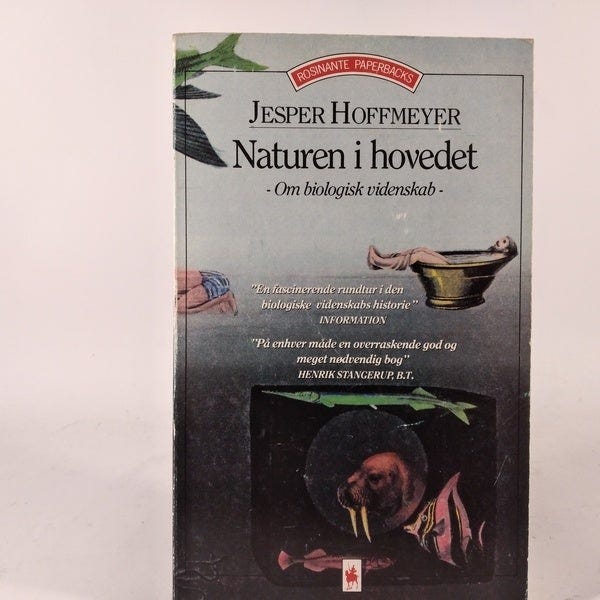 ROSINANTE PAPERBACKS
JESPER HOFFMEYER
Naturen i hovedet
- Om biologisk videnskab -
"En fascinerende rundtur i den
biologiske videnskabs historie"
INFORMATION
"På enhver måde en overraskende god og
meget nødvendig bog"
HENRIK STANGERUP, B.T.